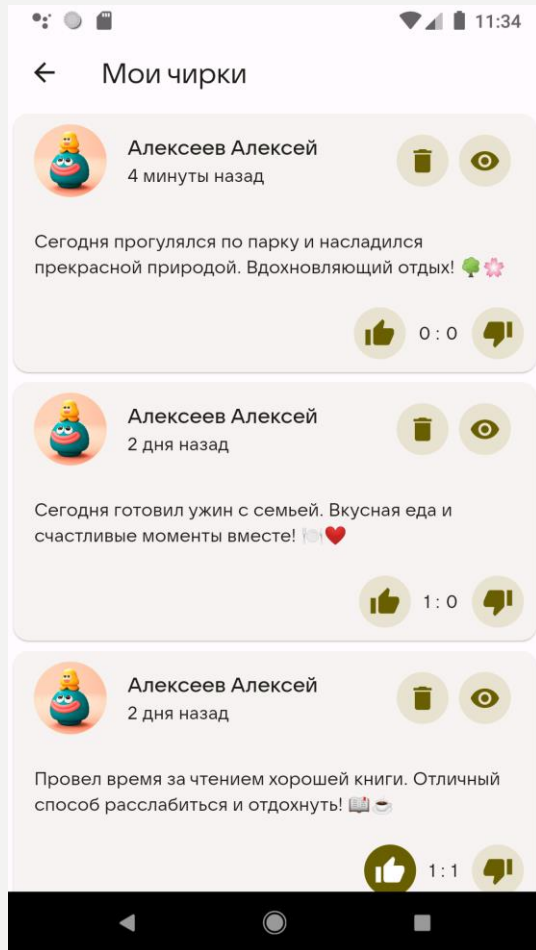 11:34
Мои чирки
Алексеев Алексей
4 минуты назад
Сегодня прогулялся по парку и насладился
прекрасной природой. Вдохновляющий отдых! 🌳🌸
0 : 0
Алексеев Алексей
2 дня назад
Сегодня готовил ужин с семьей. Вкусная еда и
счастливые моменты вместе! 🍽️❤️
1 : 0
Алексеев Алексей
2 дня назад
Провел время за чтением хорошей книги. Отличный
способ расслабиться и отдохнуть! 📖☕
1 : 1